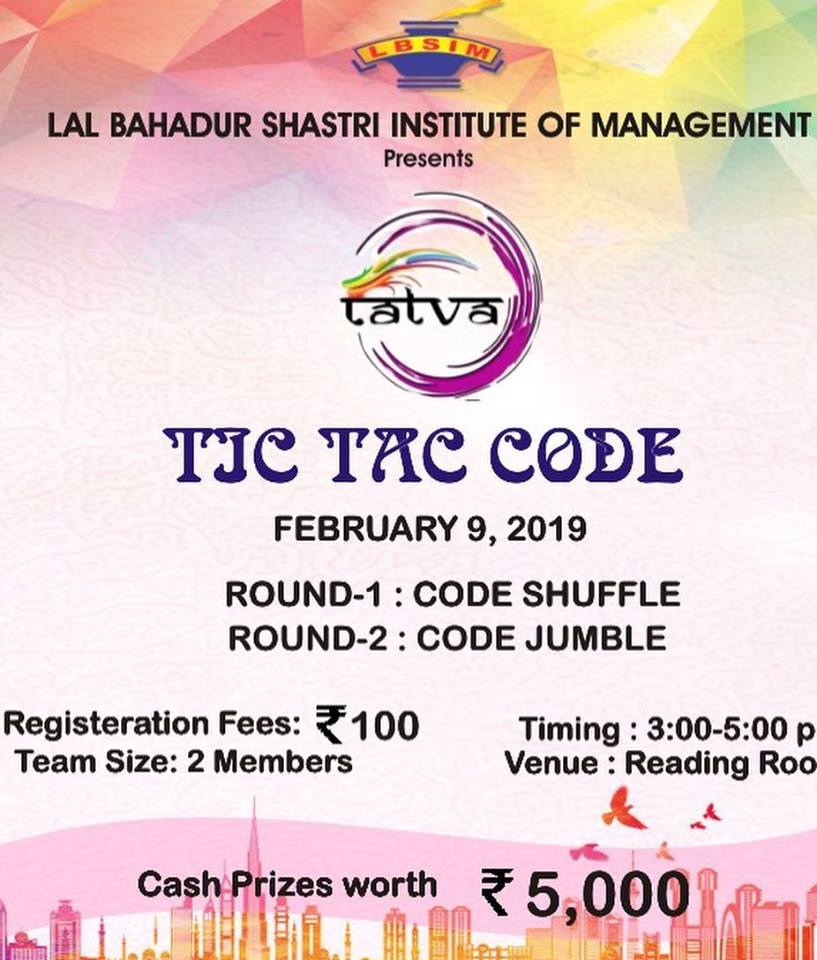 LBSIM
LAL BAHADUR SHASTRI INSTITUTE OF MANAGEMENT
Presents
tatva
TIC TAC CODE
FEBRUARY 9, 2019
ROUND-1 : CODE SHUFFLE
ROUND-2 : CODE JUMBLE
Registeration Fees: ₹100
Team Size: 2 Members
Timing : 3:00-5:00 p
Venue : Reading Roo
Cash Prizes worth ₹ 5,000